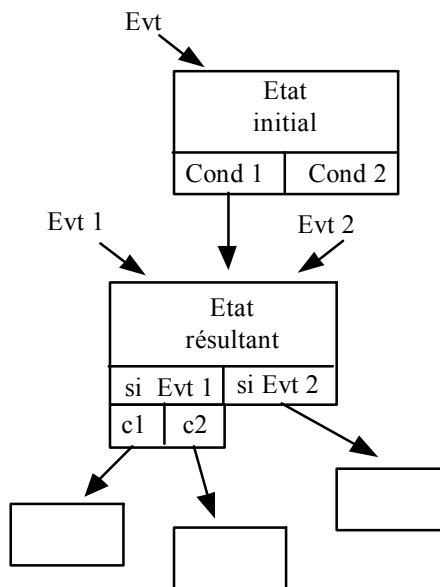 Evt
Etat
initial
Cond 1
Cond 2
Evt 1
Evt 2
Etat
résultant
si Evt 1
si Evt 2
c1
c2